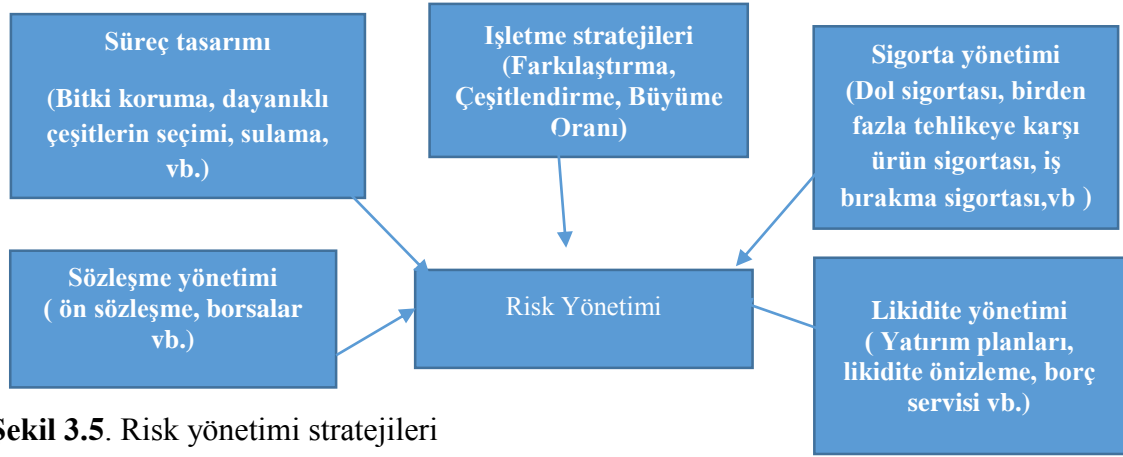 Süreç tasarımı
(Bitki koruma, dayanıklı
çeşitlerin seçimi, sulama,
vb.)
Işletme stratejileri
(Farkılaştırma,
Çeşitlendirme, Büyüme
Oranı)
Sigorta yönetimi
(Dol sigortası, birden
fazla tehlikeye karşı
ürün sigortası, iş
bırakma sigortası,vb )
Sözleşme yönetimi
( ön sözleşme, borsalar
vb.)
Risk Yönetimi
Likidite yönetimi
( Yatırım planları,
likidite önizleme, borç
servisi vb.)
Şekil 3.5. Risk yönetimi stratejileri